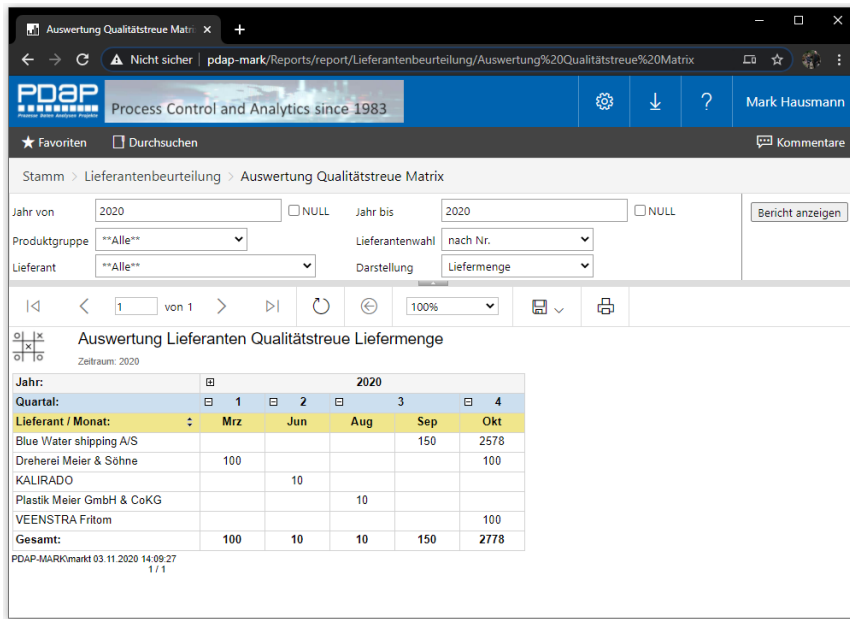 Auswertung Qualitätstreue Matri
Nicht sicher | pdap-mark/Reports/report/Lieferantenbeurteilung/Auswertung%20Qualitätstreue%20Matrix
PDAP
Prozesse Daten Analysen Projekte
Process Control and Analytics since 1983
? Mark Hausmann
Favoriten Durchsuchen Kommentare
Stamm > Lieferantenbeurteilung > Auswertung Qualitätstreue Matrix
Jahr von 2020 NULL Jahr bis 2020 NULL Bericht anzeigen
Produktgruppe **Alle** Lieferantenwahl nach Nr.
Lieferant **Alle** Darstellung Liefermenge
1 von 1 100%
Auswertung Lieferanten Qualitätstreue Liefermenge
Zeitraum: 2020
Jahr: 2020
Quartal: 1 2 3 4
Lieferant / Monat: Mrz Jun Aug Sep Okt
Blue Water shipping A/S 150 2578
Dreherei Meier & Söhne 100 100
KALIRADO 10
Plastik Meier GmbH & CoKG 10
VEENSTRA Fritom 100
Gesamt: 100 10 10 150 2778
PDAP-MARK\markt 03.11.2020 14:09:27
1 / 1